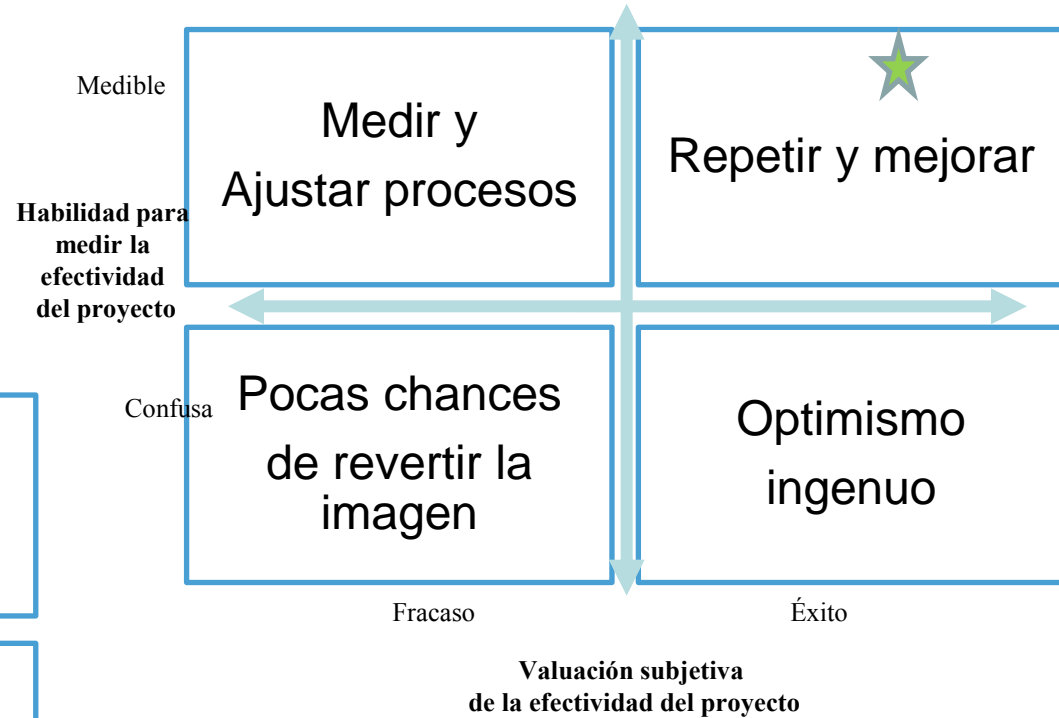 Medible
Medir y
Ajustar procesos
Repetir y mejorar
Habilidad para
medir la
efectividad
del proyecto
Confusa
Pocas chances
de revertir la
imagen
Optimismo
ingenuo
Fracaso
Éxito
Valuación subjetiva
de la efectividad del proyecto